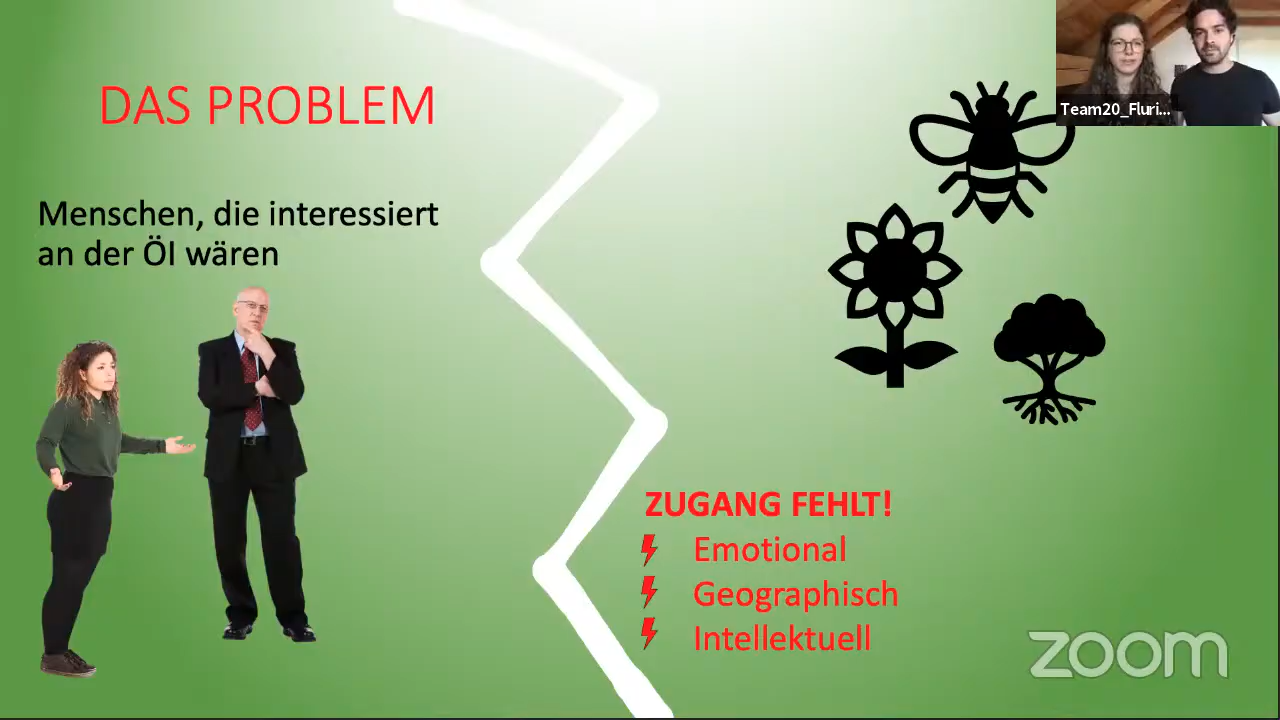 DAS PROBLEM
Menschen, die interessiert
an der ÖI wären
ZUGANG FEHLT!
Emotional
Geographisch
Intellektuell
Team20_Fluri...
zoom